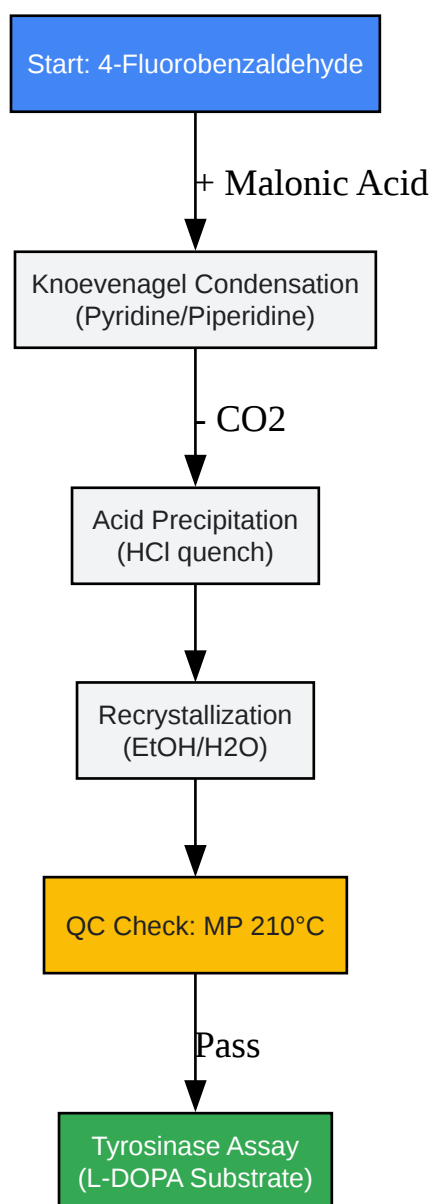 Start: 4-Fluorobenzaldehyde
+ Malonic Acid
Knoevenagel Condensation
(Pyridine/Piperidine)
- CO2
Acid Precipitation
(HCl quench)
Recrystallization
(EtOH/H2O)
QC Check: MP 210°C
Pass
Tyrosinase Assay
(L-DOPA Substrate)